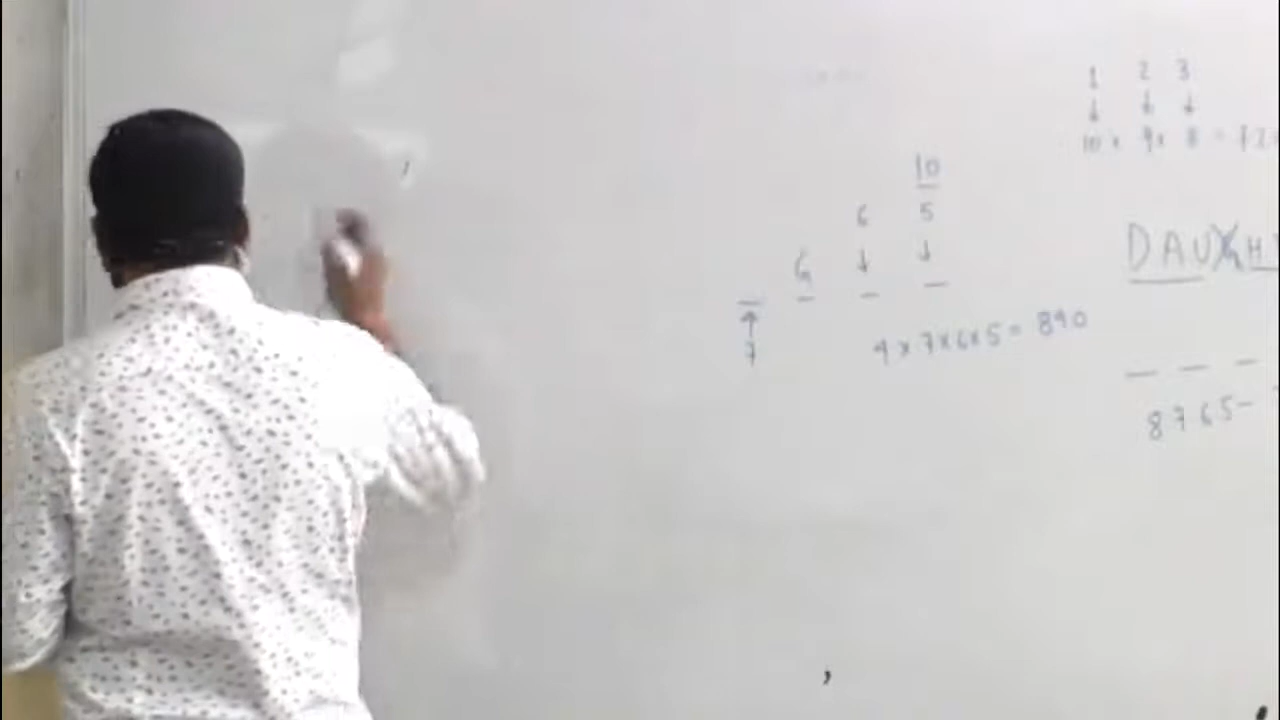 1 2 3
10 x 9 x 8 = 72
10
6 5
7
4 x 7 x 6 x 5 = 840
DAUGH
8 7 6 5